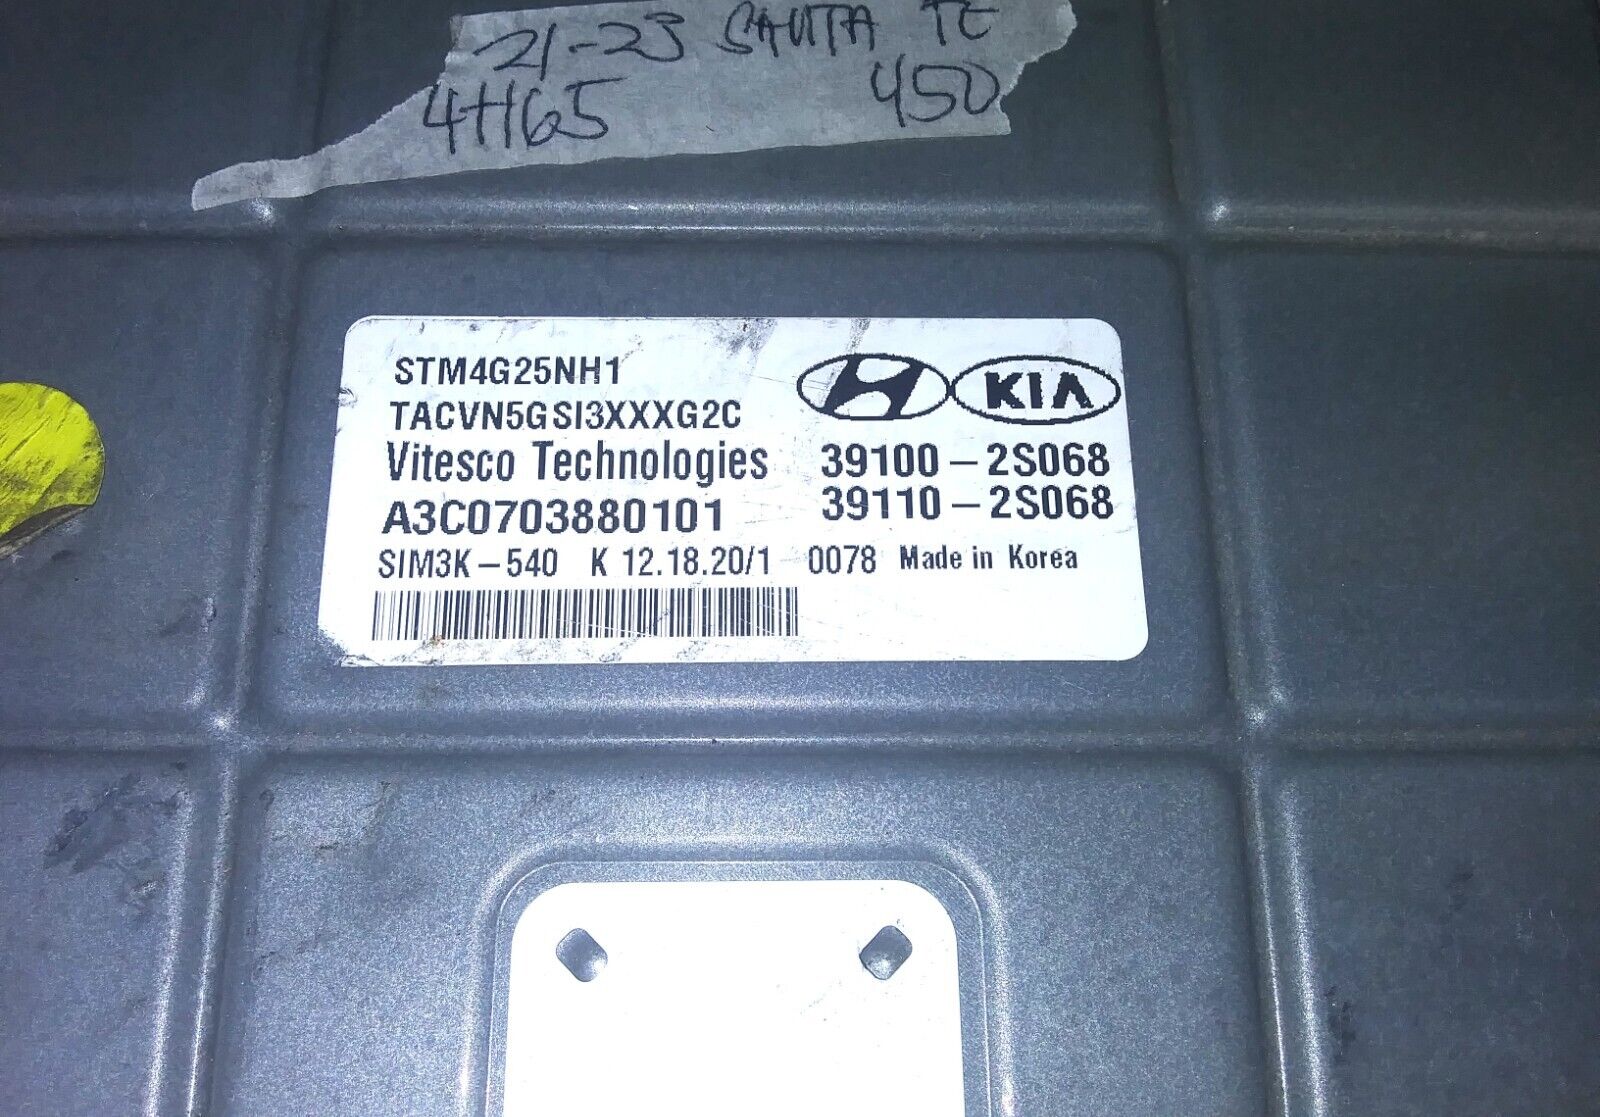 21-23 SANTA FE
4H65 450
STM4G25NH1
TACVN5GSI3XXXG2C
KIA
Vitesco Technologies 39100-2S068
A3C0703880101 39110-2S068
SIM3K-540 K 12.18.20/1 0078 Made in Korea